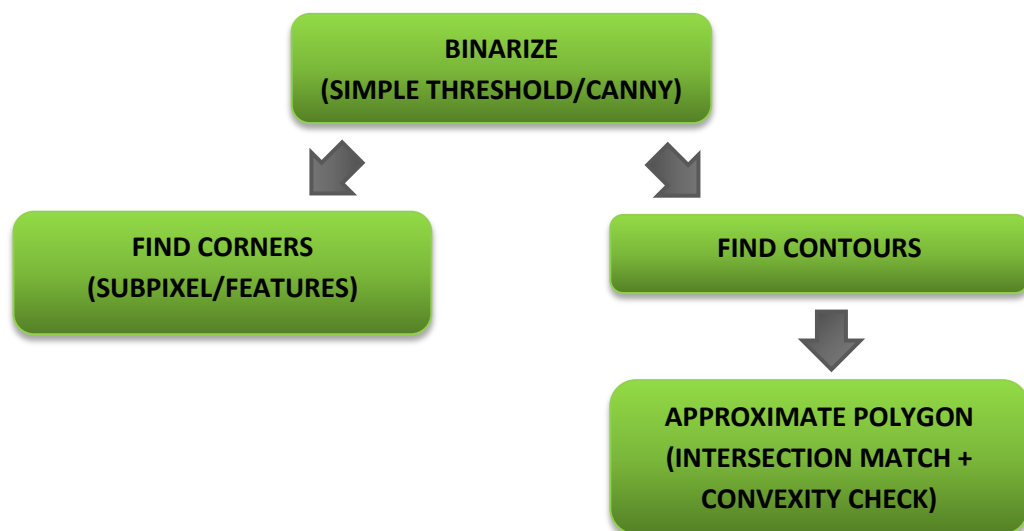 BINARIZE
(SIMPLE THRESHOLD/CANNY)
FIND CORNERS
(SUBPIXEL/FEATURES)
FIND CONTOURS
APPROXIMATE POLYGON
(INTERSECTION MATCH +
CONVEXITY CHECK)